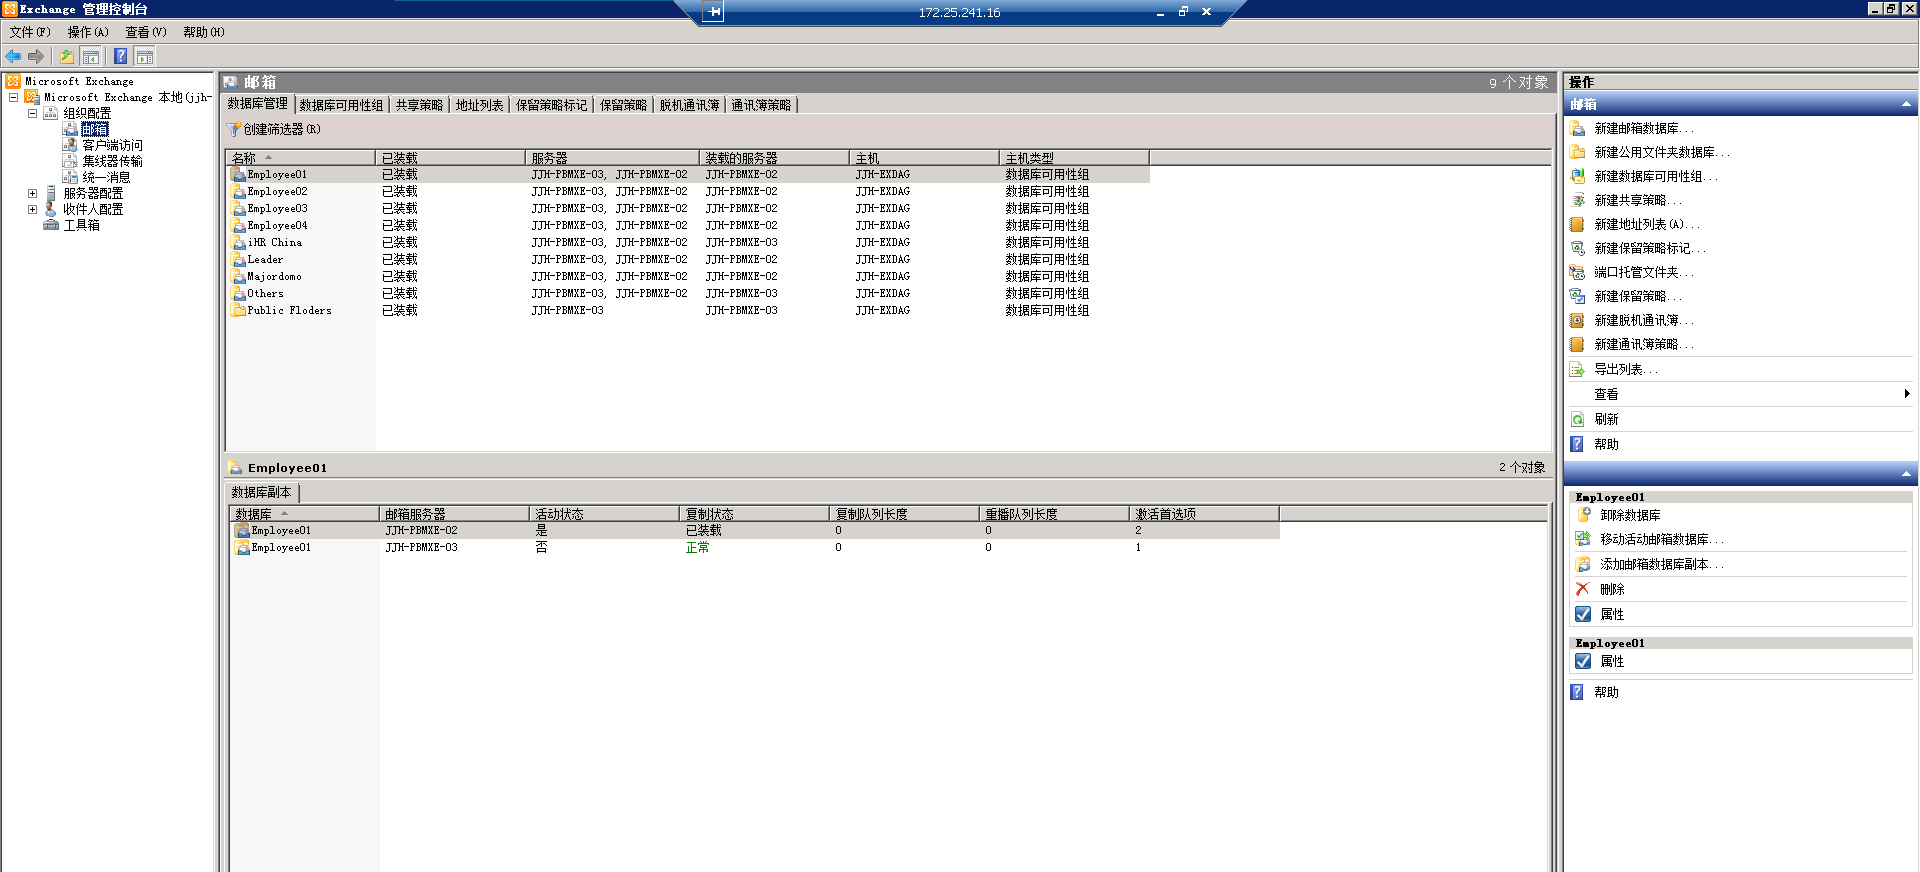 Exchange 管理控制台
172.25.241.16
文件(F) 操作(A) 查看(V) 帮助(H)
Microsoft Exchange
Microsoft Exchange 本地(jjh-
组织配置
邮箱
客户端访问
集线器传输
统一消息
服务器配置
收件人配置
工具箱
邮箱 9 个对象
数据库管理 数据库可用性组 共享策略 地址列表 保留策略标记 保留策略 脱机通讯簿 通讯簿策略
创建筛选器(R)
名称 已装载 服务器 装载的服务器 主机 主机类型
Employee01 已装载 JJH-PBMXE-03, JJH-PBMXE-02 JJH-PBMXE-02 JJH-EXDAG 数据库可用性组
Employee02 已装载 JJH-PBMXE-03, JJH-PBMXE-02 JJH-PBMXE-02 JJH-EXDAG 数据库可用性组
Employee03 已装载 JJH-PBMXE-03, JJH-PBMXE-02 JJH-PBMXE-02 JJH-EXDAG 数据库可用性组
Employee04 已装载 JJH-PBMXE-03, JJH-PBMXE-02 JJH-PBMXE-02 JJH-EXDAG 数据库可用性组
iHR China 已装载 JJH-PBMXE-03, JJH-PBMXE-02 JJH-PBMXE-03 JJH-EXDAG 数据库可用性组
Leader 已装载 JJH-PBMXE-03, JJH-PBMXE-02 JJH-PBMXE-02 JJH-EXDAG 数据库可用性组
Majordomo 已装载 JJH-PBMXE-03, JJH-PBMXE-02 JJH-PBMXE-02 JJH-EXDAG 数据库可用性组
Others 已装载 JJH-PBMXE-03, JJH-PBMXE-02 JJH-PBMXE-03 JJH-EXDAG 数据库可用性组
Public Floders 已装载 JJH-PBMXE-03 JJH-PBMXE-03 JJH-EXDAG 数据库可用性组
Employee01 2 个对象
数据库副本
数据库 邮箱服务器 活动状态 复制状态 复制队列长度 重播队列长度 激活首选项
Employee01 JJH-PBMXE-02 是 已装载 0 0 2
Employee01 JJH-PBMXE-03 否 正常 0 0 1
操作
邮箱
新建邮箱数据库...
新建公用文件夹数据库...
新建数据库可用性组...
新建共享策略...
新建地址列表(A)...
新建保留策略标记...
端口托管文件夹...
新建保留策略...
新建脱机通讯簿...
新建通讯簿策略...
导出列表...
查看
刷新
帮助
Employee01
卸除数据库
移动活动邮箱数据库...
添加邮箱数据库副本...
删除
属性
Employee01
属性
帮助